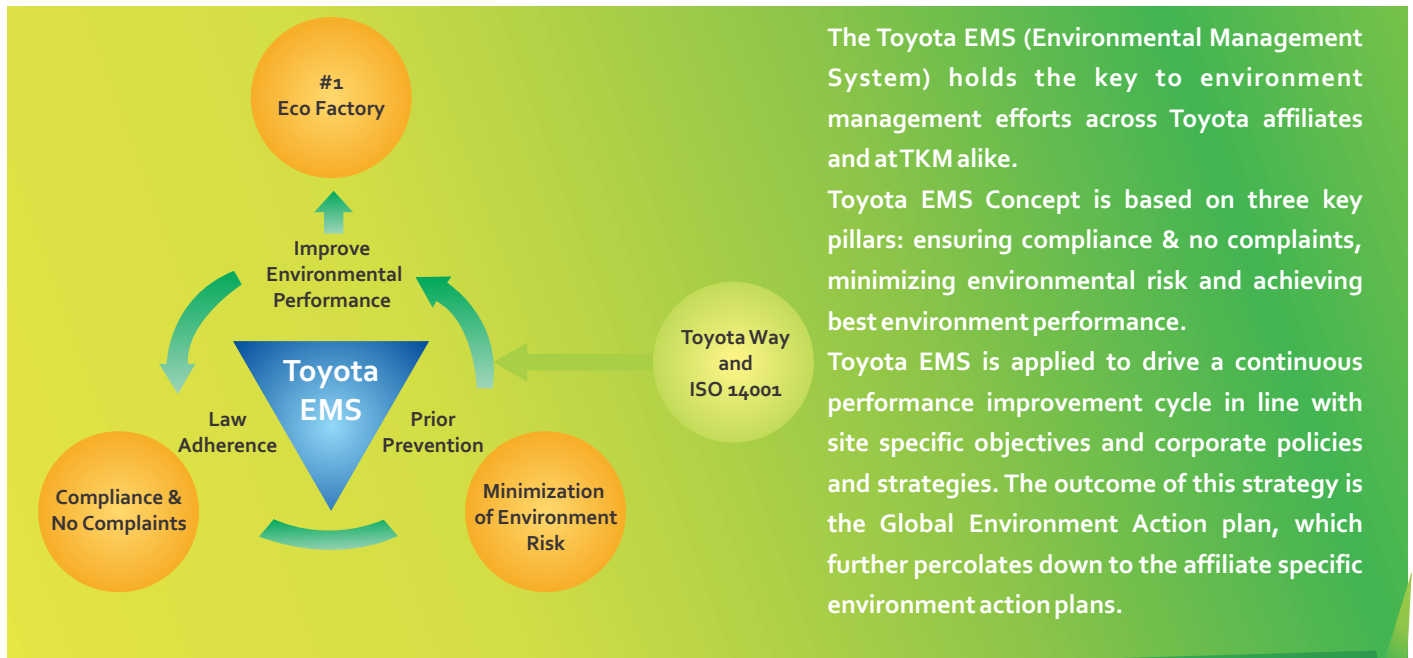 #1
Eco Factory
Improve
Environmental
Performance
Toyota
EMS
Law
Adherence
Prior
Prevention
Compliance &
No Complaints
Minimization
of Environment
Risk
Toyota Way
and
ISO 14001
The Toyota EMS (Environmental Management
System) holds the key to environment
management efforts across Toyota affiliates
and at TKM alike.
Toyota EMS Concept is based on three key
pillars: ensuring compliance & no complaints,
minimizing environmental risk and achieving
best environment performance.
Toyota EMS is applied to drive a continuous
performance improvement cycle in line with
site specific objectives and corporate policies
and strategies. The outcome of this strategy is
the Global Environment Action plan, which
further percolates down to the affiliate specific
environment action plans.